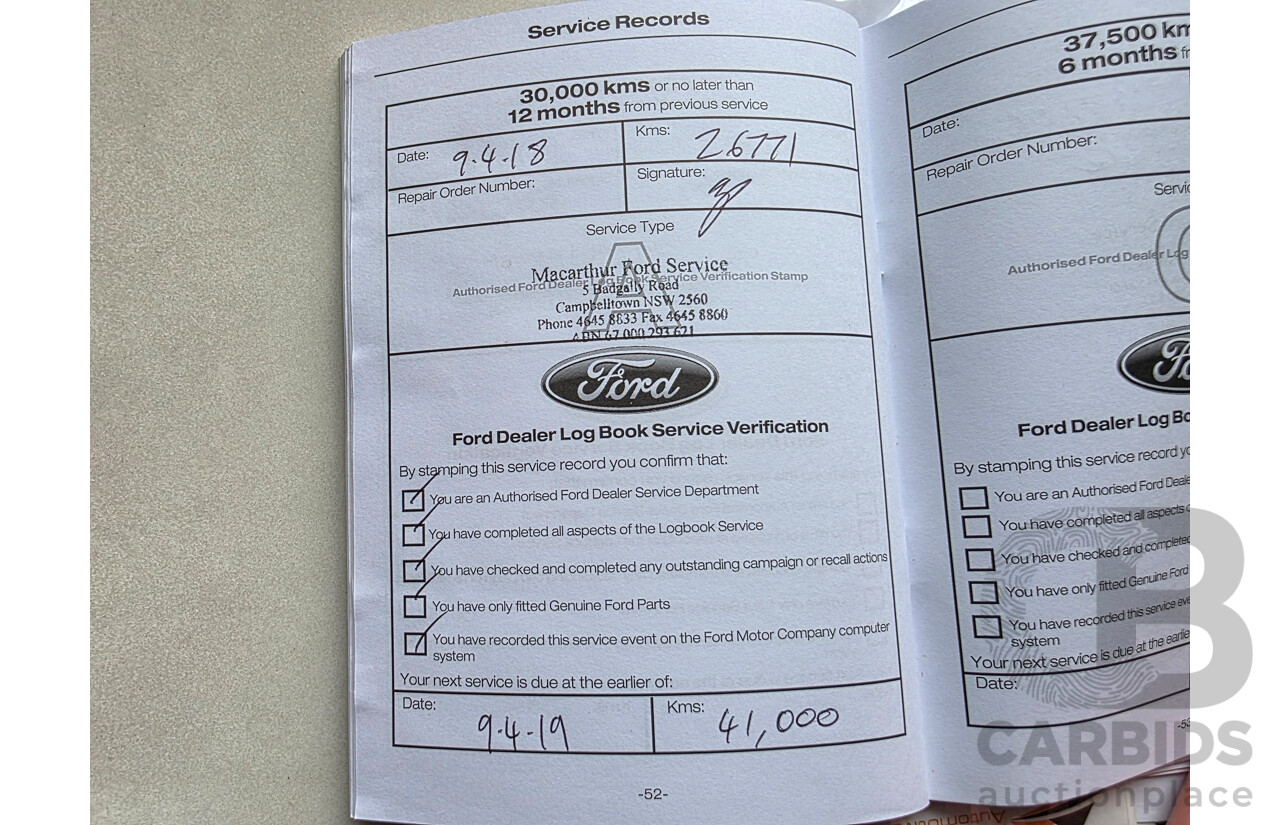 Service Records
30,000 kms or no later than
12 months from previous service
Date: 9.4.18
Kms: 26771
Repair Order Number:
Signature:
Service Type
A
Authorised Ford Dealer Log Book Service Verification Stamp
Macarthur Ford Service
5 Badgally Road
Campbelltown NSW 2560
Phone 4645 8833 Fax 4645 8860
ABN 67 000 293 621
Ford
Ford Dealer Log Book Service Verification
By stamping this service record you confirm that:
You are an Authorised Ford Dealer Service Department
You have completed all aspects of the Logbook Service
You have checked and completed any outstanding campaign or recall actions
You have only fitted Genuine Ford Parts
You have recorded this service event on the Ford Motor Company computer
system
Your next service is due at the earlier of:
Date: 9.4.19
Kms: 41,000
-52-
37,500 km
6 months
Date:
Repair Order Number:
Authorised Ford Dealer Log
Ford Dealer Log
By stamping this service record
You are an Authorised Ford
You have completed all aspects
You have checked and completed
You have only fitted Genuine Ford
You have recorded this service
system
Your next service is due at the
Date:
CARBIDS
auctionplace